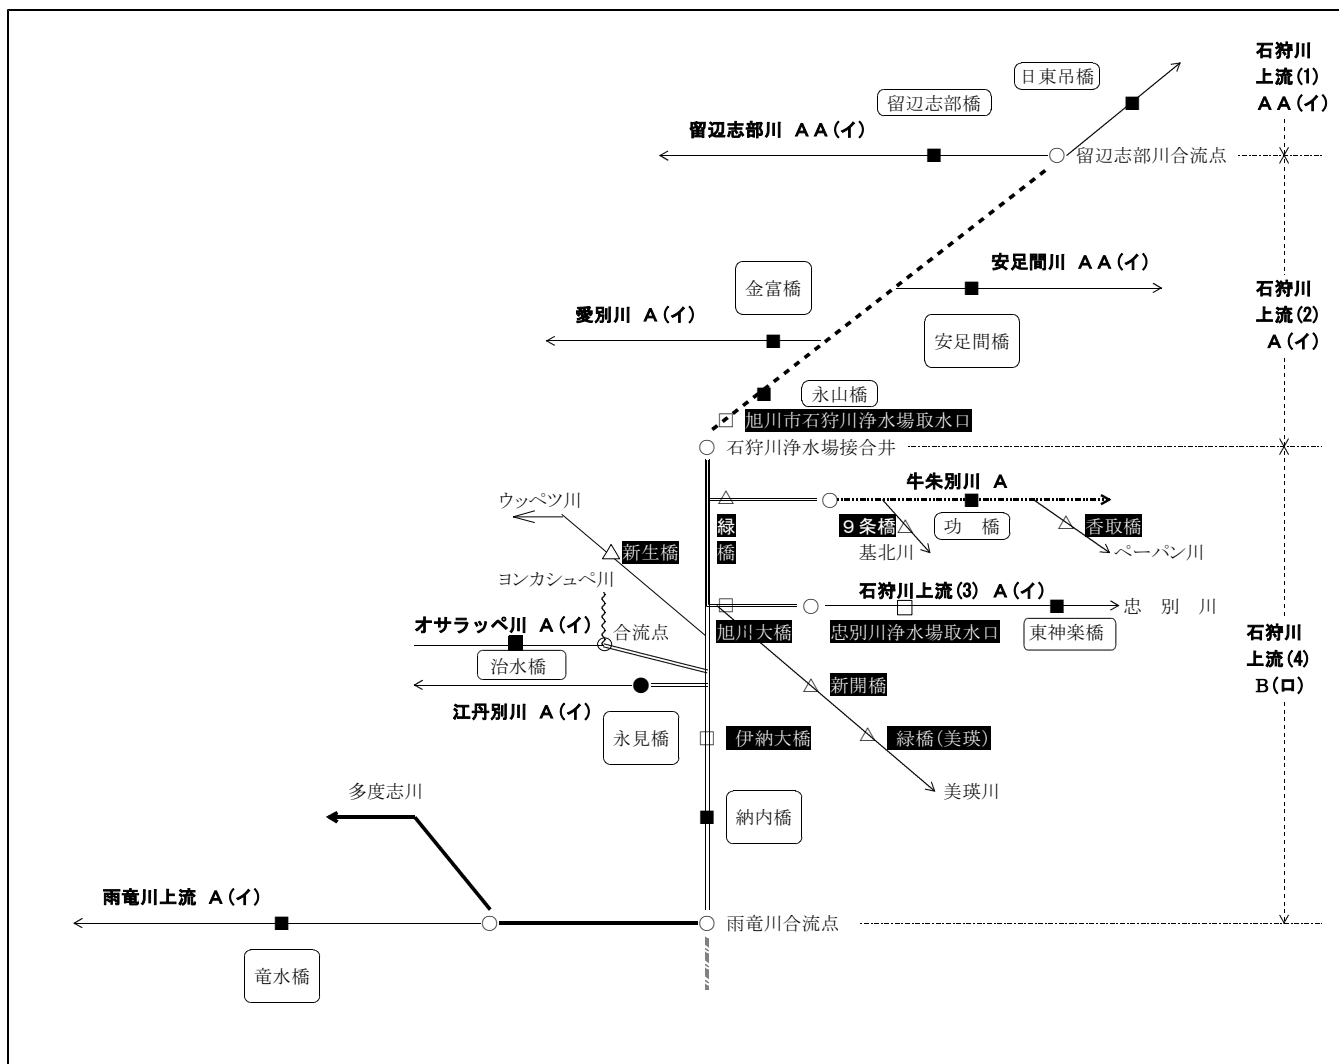 石狩川
上流(1)
ＡＡ(イ)
日東吊橋
留辺志部橋
留辺志部川 ＡＡ(イ)
留辺志部川合流点
安足間川 ＡＡ(イ)
金富橋
石狩川
上流(2)
Ａ(イ)
愛別川 Ａ(イ)
安足間橋
永山橋
旭川市石狩川浄水場取水口
石狩川浄水場接合井
牛朱別川 Ａ
ウッペツ川
緑
橋
９条橋
功 橋
香取橋
新生橋
基北川
ペーパン川
ヨンカシュペ川
石狩川上流(3) Ａ(イ)
忠 別 川
オサラッペ川 Ａ(イ)
合流点
旭川大橋
忠別川浄水場取水口
東神楽橋
石狩川
上流(4)
Ｂ(ロ)
治水橋
新開橋
江丹別川 Ａ(イ)
永見橋
伊納大橋
緑橋(美瑛)
多度志川
美瑛川
納内橋
雨竜川上流 Ａ(イ)
雨竜川合流点
竜水橋